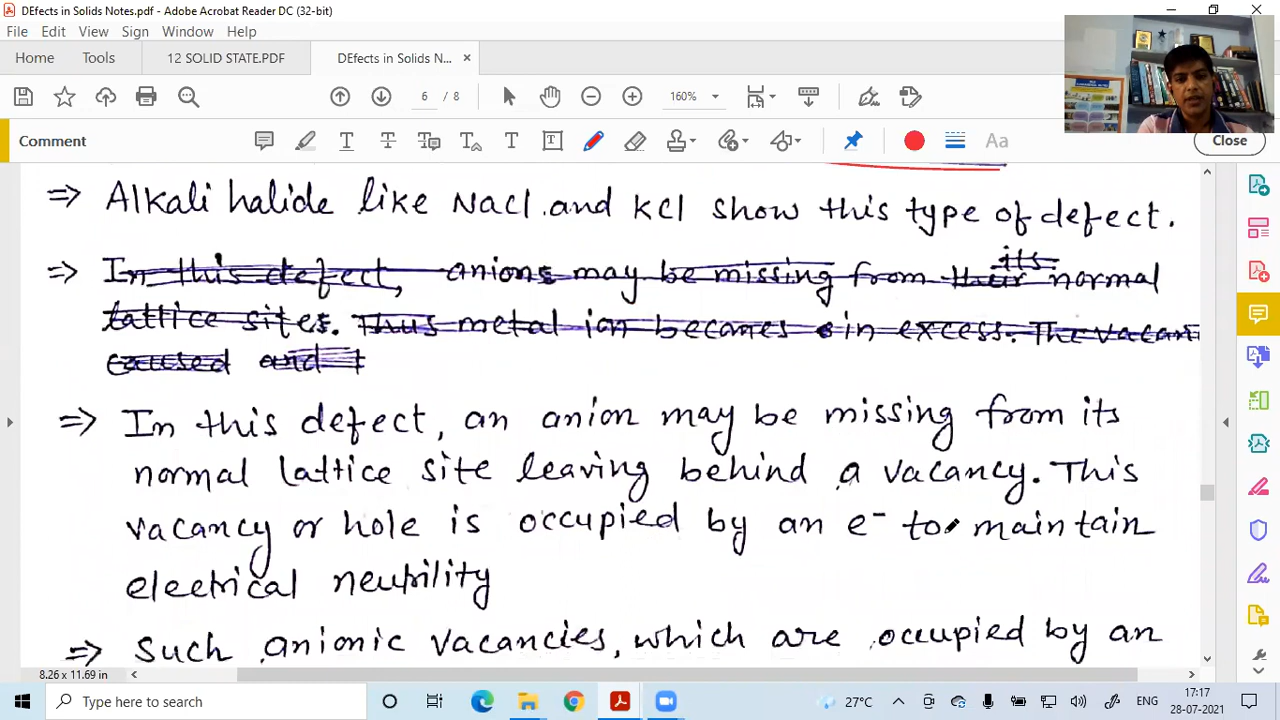 DEfects in Solids Notes.pdf - Adobe Acrobat Reader DC (32-bit)
File Edit View Sign Window Help
Home Tools 12 SOLID STATE.PDF DEfects in Solids N... ×
6 / 8 160%
Comment Close
⇒ Alkali halide like NaCl and KCl show this type of defect.
its
⇒ In this defect, anions may be missing from their normal
lattice sites. Thus metal ion becomes in excess. The vacan
caused and t
⇒ In this defect, an anion may be missing from its
normal lattice site leaving behind a vacancy. This
vacancy or hole is occupied by an e⁻ to maintain
electrical neutrility
⇒ Such anionic vacancies, which are occupied by an
8.26 x 11.69 in
Type here to search
27°C ENG 17:17
28-07-2021